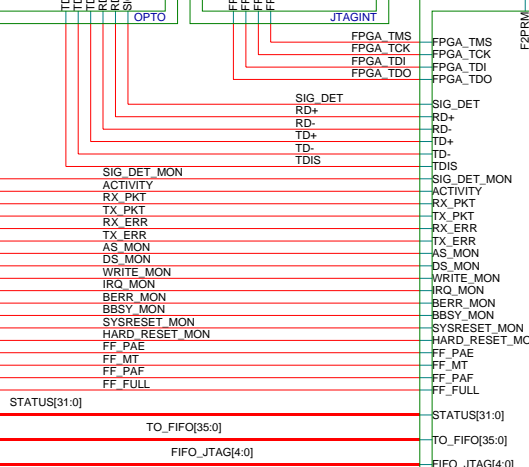 OPTO
JTAGINT
F2PRM
FPGA_TMS FPGA_TMS
FPGA_TCK FPGA_TCK
FPGA_TDI FPGA_TDI
FPGA_TDO FPGA_TDO
SIG_DET SIG_DET
RD+ RD+
RD- RD-
TD+ TD+
TD- TD-
TDIS TDIS
SIG_DET_MON SIG_DET_MON
ACTIVITY ACTIVITY
RX_PKT RX_PKT
TX_PKT TX_PKT
RX_ERR RX_ERR
TX_ERR TX_ERR
AS_MON AS_MON
DS_MON DS_MON
WRITE_MON WRITE_MON
IRQ_MON IRQ_MON
BERR_MON BERR_MON
BBSY_MON BBSY_MON
SYSRESET_MON SYSRESET_MON
HARD_RESET_MON HARD_RESET_MO
FF_PAE FF_PAE
FF_MT FF_MT
FF_PAF FF_PAF
FF_FULL FF_FULL
STATUS[31:0] STATUS[31:0]
TO_FIFO[35:0] TO_FIFO[35:0]
FIFO_JTAG[4:0] FIFO_JTAG[4:0]